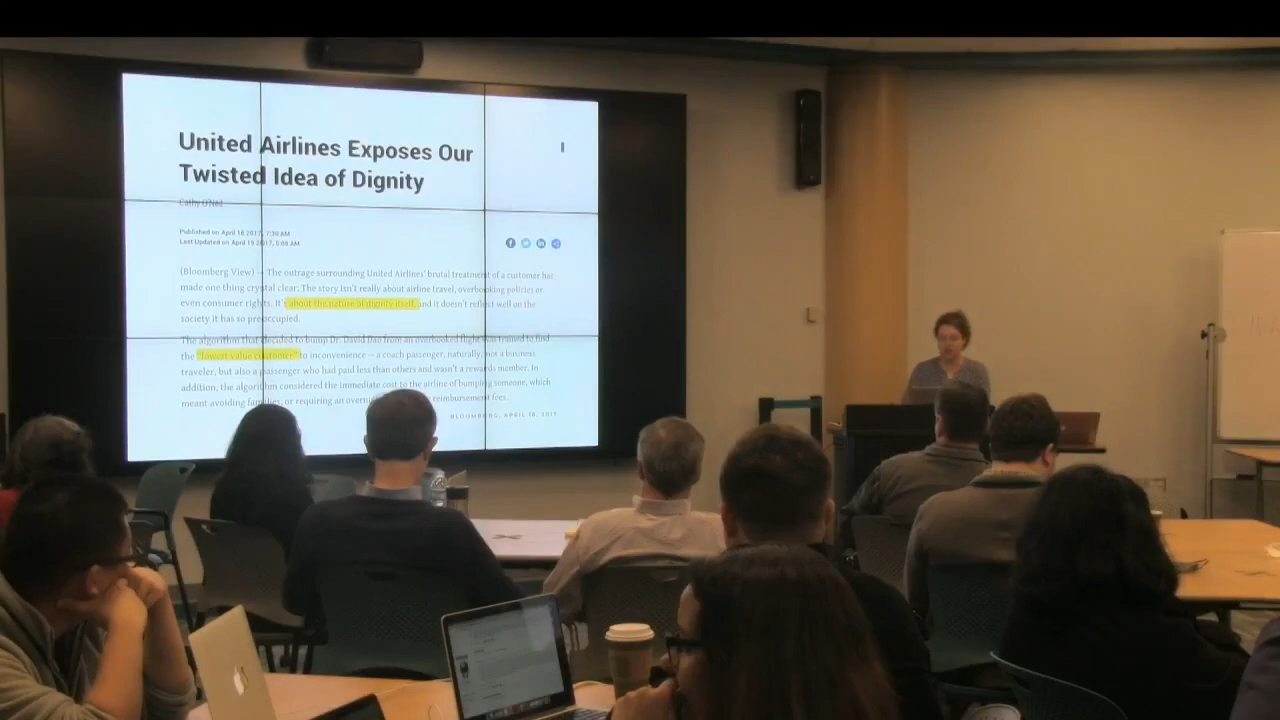 United Airlines Exposes Our
Twisted Idea of Dignity
Cathy O'Neil
Published on April 18 2017, 7:30 AM
Last Updated on April 19 2017, 5:08 AM
(Bloomberg View) — The outrage surrounding United Airlines' brutal treatment of a customer has
made one thing crystal clear: The story isn't really about airline travel, overbooking policies or
even consumer rights. It's about the nature of dignity itself, and it doesn't reflect well on the
society it has so preoccupied.
The algorithm that decided to bump Dr. David Dao from an overbooked flight was trained to find
the "lowest value customer" to inconvenience — a coach passenger, naturally, not a business
traveler, but also a passenger who had paid less than others and wasn't a rewards member. In
addition, the algorithm considered the immediate cost to the airline of bumping someone, which
meant avoiding families, or requiring an reimbursement fees.
BLOOMBERG, APRIL 18, 2017